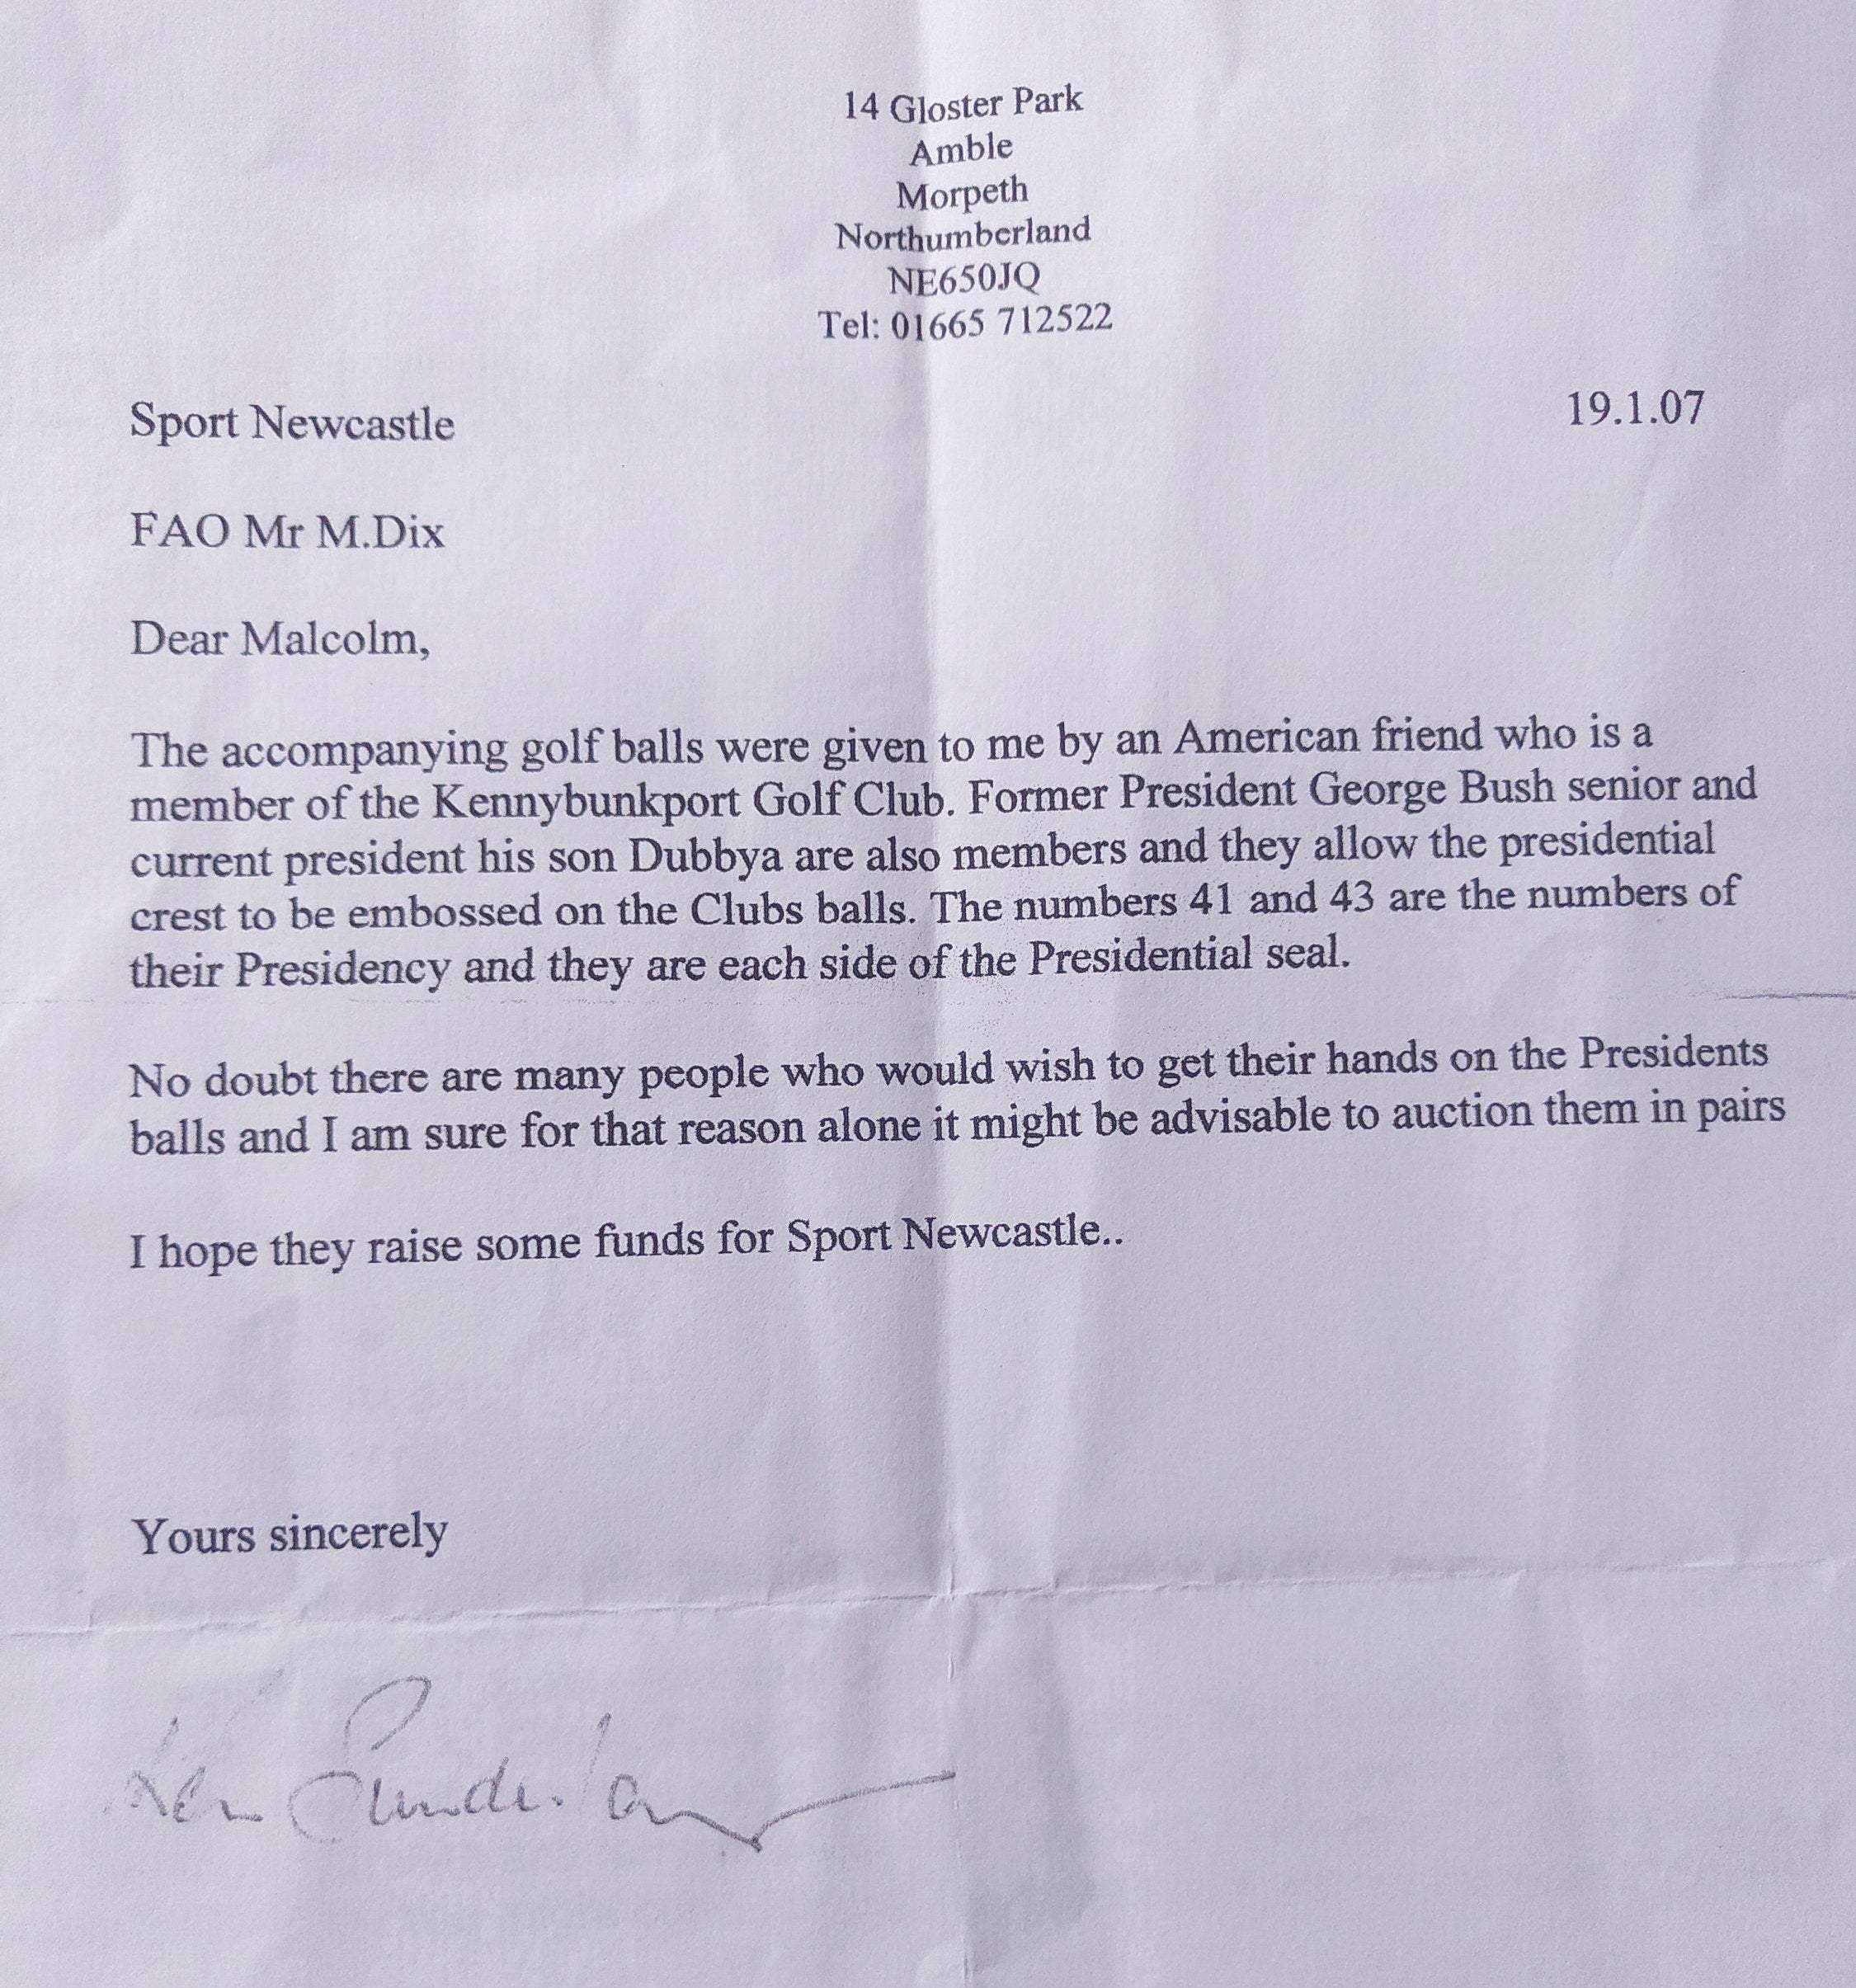 14 Gloster Park
Amble
Morpeth
Northumberland
NE650JQ
Tel: 01665 712522
Sport Newcastle 19.1.07
FAO Mr M.Dix
Dear Malcolm,
The accompanying golf balls were given to me by an American friend who is a
member of the Kennybunkport Golf Club. Former President George Bush senior and
current president his son Dubbya are also members and they allow the presidential
crest to be embossed on the Clubs balls. The numbers 41 and 43 are the numbers of
their Presidency and they are each side of the Presidential seal.
No doubt there are many people who would wish to get their hands on the Presidents
balls and I am sure for that reason alone it might be advisable to auction them in pairs
I hope they raise some funds for Sport Newcastle..
Yours sincerely
Ken